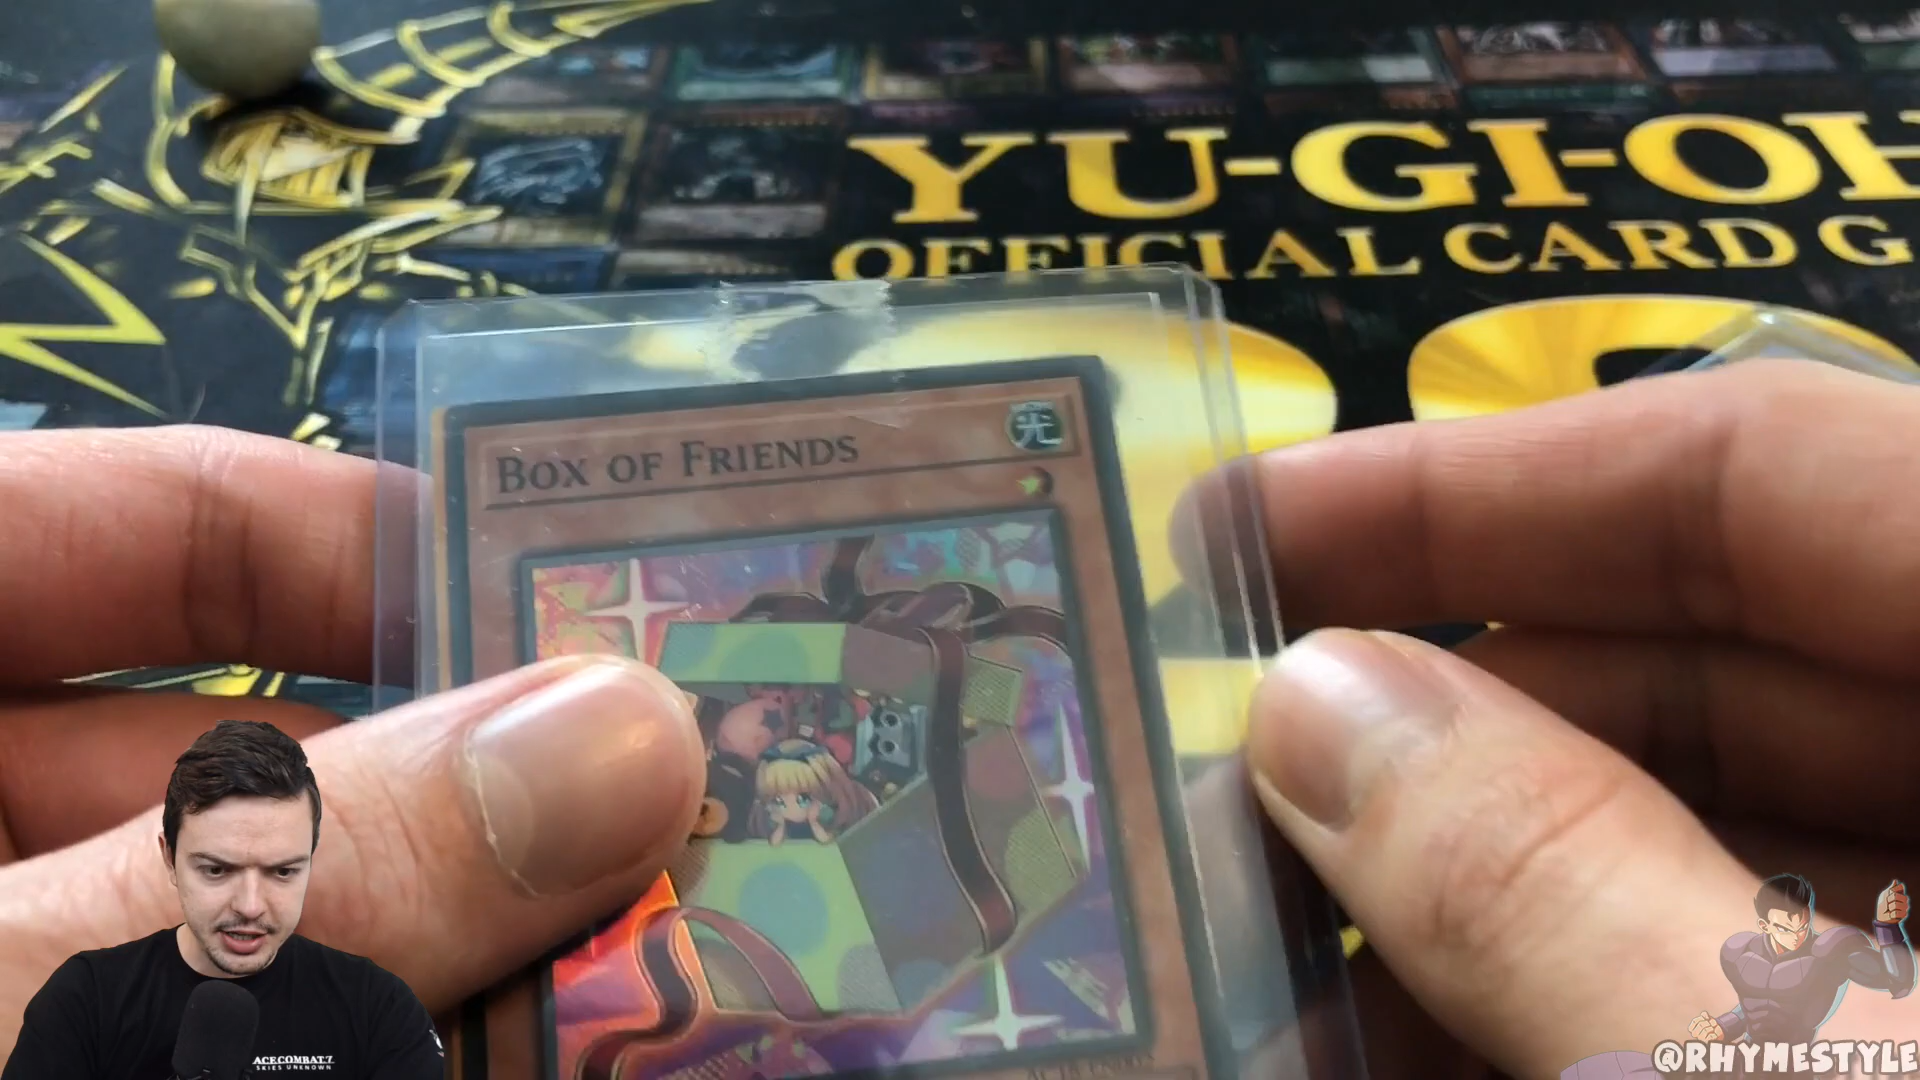 YU-GI-OH
OFFICIAL CARD G
BOX OF FRIENDS
光
ACE COMBAT 7
SKIES UNKNOWN
@RHYMESTYLE